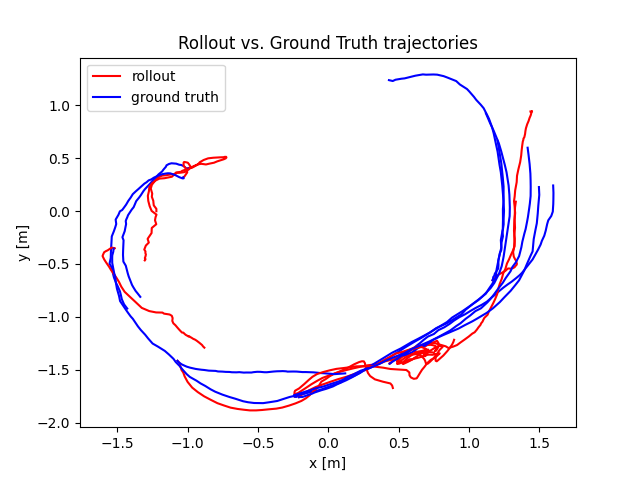 Rollout vs. Ground Truth trajectories
rollout
ground truth
1.0
0.5
0.0
−0.5
−1.0
−1.5
−2.0
y [m]
−1.5 −1.0 −0.5 0.0 0.5 1.0 1.5
x [m]